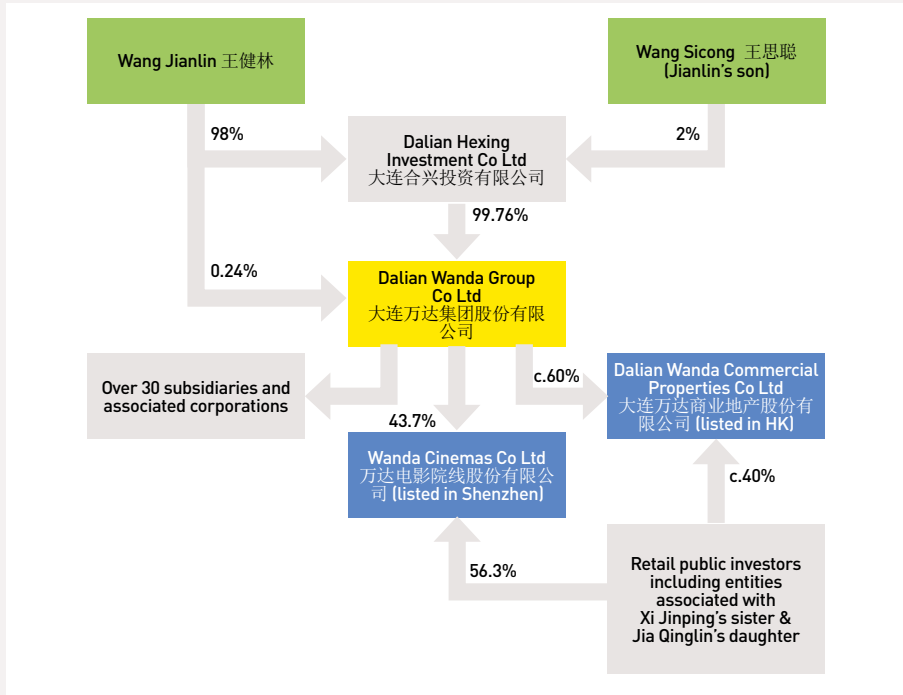 Wang Jianlin 王健林
Wang Sicong 王思聪
(Jianlin's son)
98%
2%
Dalian Hexing
Investment Co Ltd
大连合兴投资有限公司
99.76%
0.24%
Dalian Wanda Group
Co Ltd
大连万达集团股份有限
公司
Over 30 subsidiaries and
associated corporations
43.7%
c.60%
Dalian Wanda Commercial
Properties Co Ltd
大连万达商业地产股份有
限公司 (listed in HK)
Wanda Cinemas Co Ltd
万达电影院线股份有限公
司 (listed in Shenzhen)
c.40%
56.3%
Retail public investors
including entities
associated with
Xi Jinping's sister &
Jia Qinglin's daughter